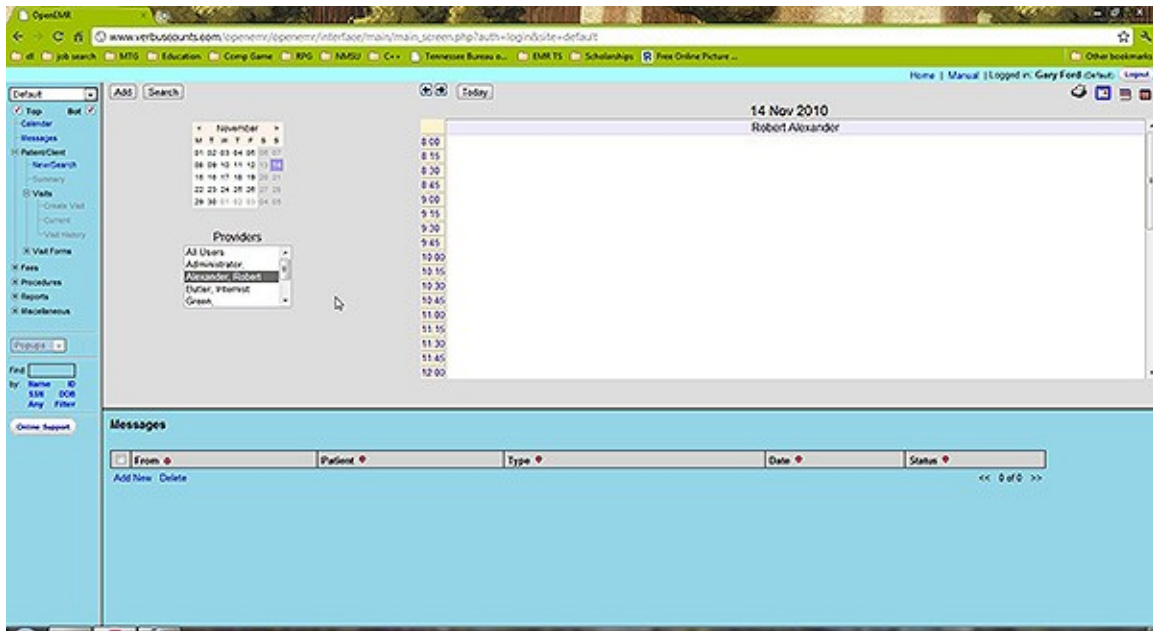 OpenEMR
www.verbuscounts.com/openemr/openemr/interface/main/main_screen.php?auth=login&site=default
dl job search MTG Education Comp Game RPG NMSU C++ Tennessee Bureau o... EMR TS Scholarships Free Online Picture ... Other bookmarks
Home | Manual | Logged in: Gary Ford (Default) Logout
Default
Top Bot
Calendar
Messages
Patient/Client
New/Search
Summary
Visits
Create Visit
Current
Visit History
Visit Forms
Fees
Procedures
Reports
Miscellaneous
Popups
Find
by: Name ID
SSN DOB
Any Filter
Online Support
Add Search
Today
< November >
M T W T F S S
01 02 03 04 05 06 07
08 09 10 11 12 13 14
15 16 17 18 19 20 21
22 23 24 25 26 27 28
29 30 01 02 03 04 05
Providers
All Users
Administrator,
Alexander, Robert
Butler, Internist
Green,
14 Nov 2010
Robert Alexander
8:00
8:15
8:30
8:45
9:00
9:15
9:30
9:45
10:00
10:15
10:30
10:45
11:00
11:15
11:30
11:45
12:00
Messages
From Patient Type Date Status
Add New Delete << 0 of 0 >>